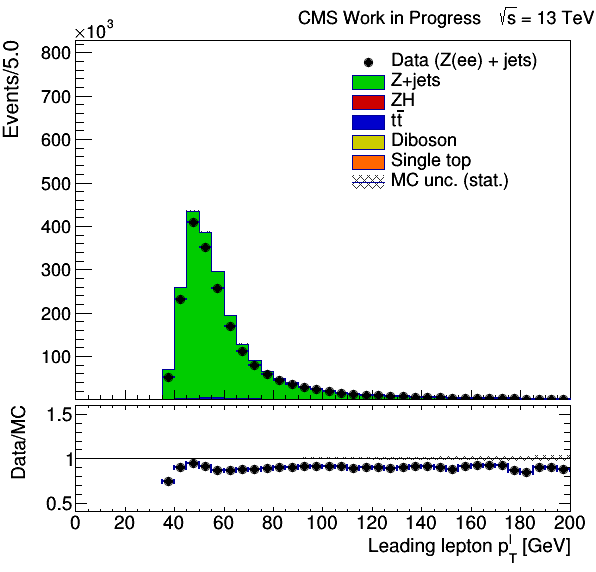 CMS Work in Progress √s = 13 TeV
×10³
Events/5.0
800
700
600
500
400
300
200
100
Data (Z(ee) + jets)
Z+jets
ZH
tt̅
Diboson
Single top
MC unc. (stat.)
Data/MC
1.5
1
0.5
0 20 40 60 80 100 120 140 160 180 200
Leading lepton p_T^l [GeV]